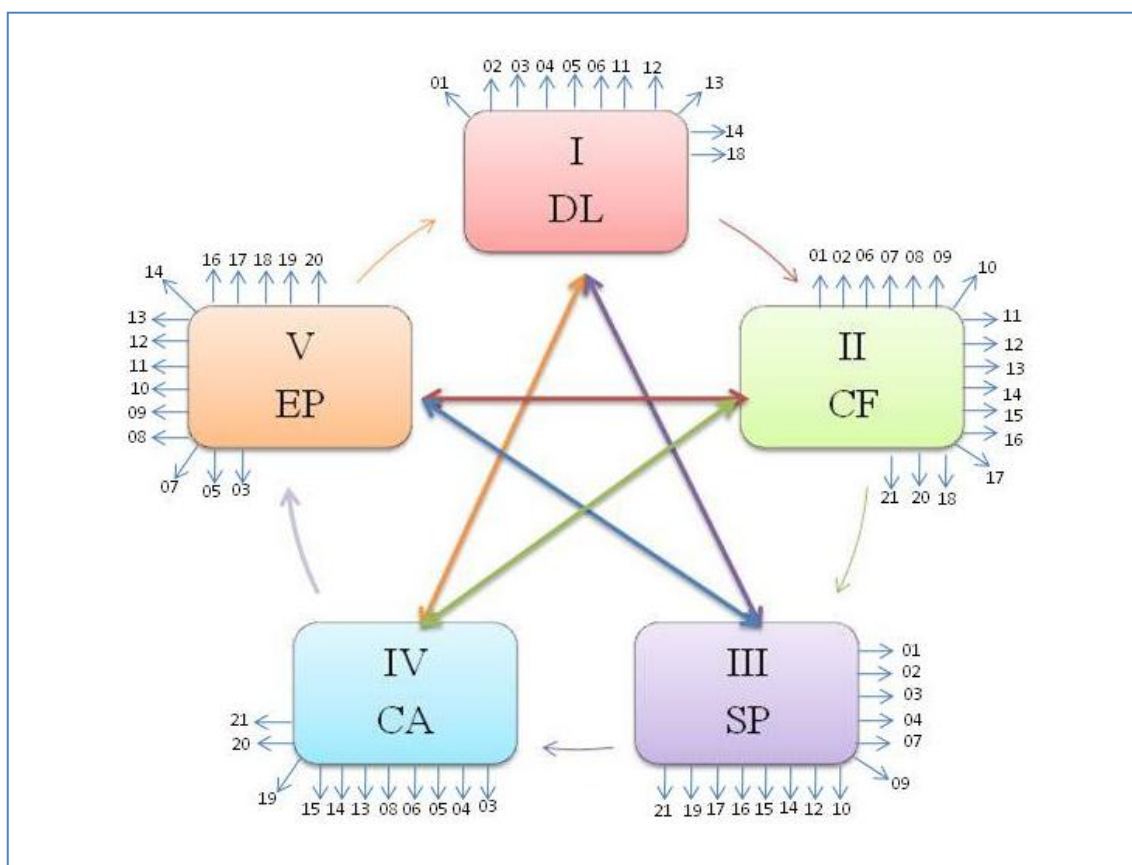 01 02 03 04 05 06 11 12 13
14
18
I
DL
01 02 06 07 08 09 10
11
12
13
14
15
16
17
21 20 18
II
CF
14 16 17 18 19 20
13
12
11
10
09
08
07 05 03
V
EP
IV
CA
21
20
19
15 14 13 08 06 05 04 03
III
SP
01
02
03
04
07
09
21 19 17 16 15 14 12 10